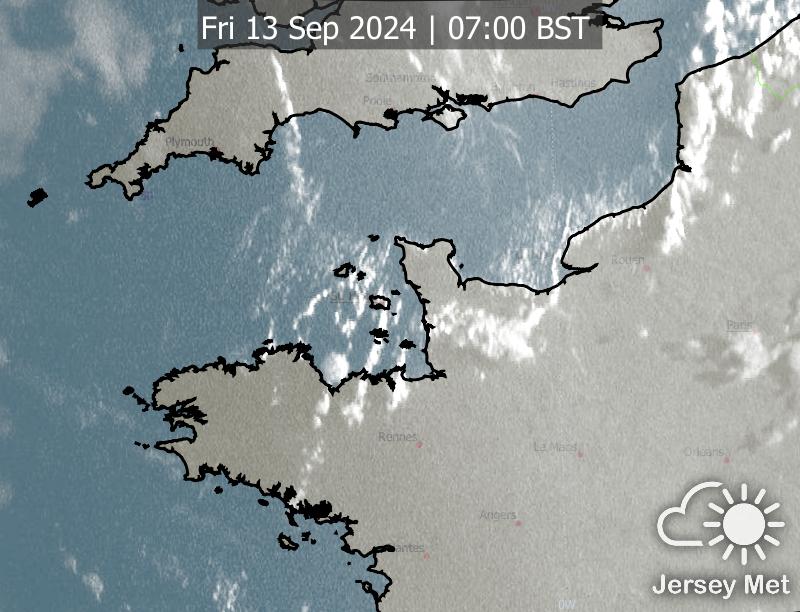 Fri 13 Sep 2024 | 07:00 BST
Southampton
Hastings
Poole
Plymouth
Rouen
Paris
Rennes
Le Mans
Orleans
Angers
Nantes
0W
Jersey Met